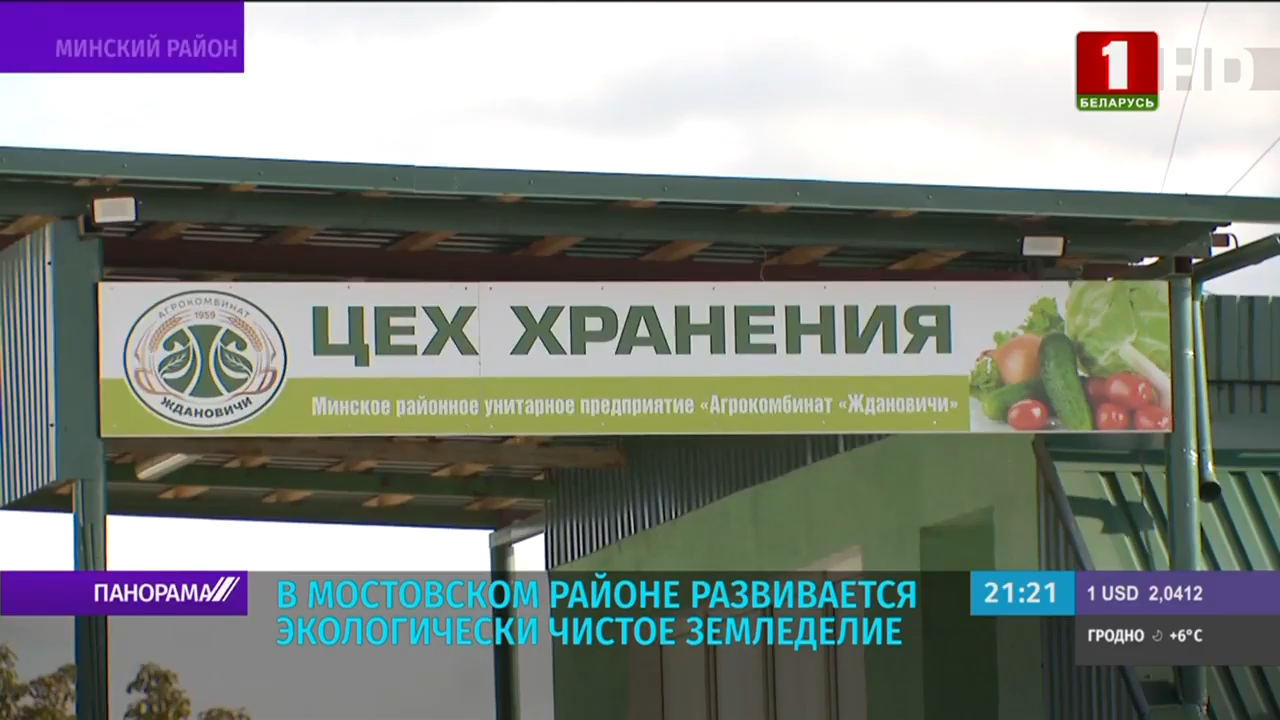 МИНСКИЙ РАЙОН
1 HD
БЕЛАРУСЬ
АГРОКОМБИНАТ
1959
ЖДАНОВИЧИ
ЦЕХ ХРАНЕНИЯ
Минское районное унитарное предприятие «Агрокомбинат «Ждановичи»
ПАНОРАМА
В МОСТОВСКОМ РАЙОНЕ РАЗВИВАЕТСЯ
ЭКОЛОГИЧЕСКИ ЧИСТОЕ ЗЕМЛЕДЕЛИЕ
21:21
1 USD 2,0412
ГРОДНО +6°C